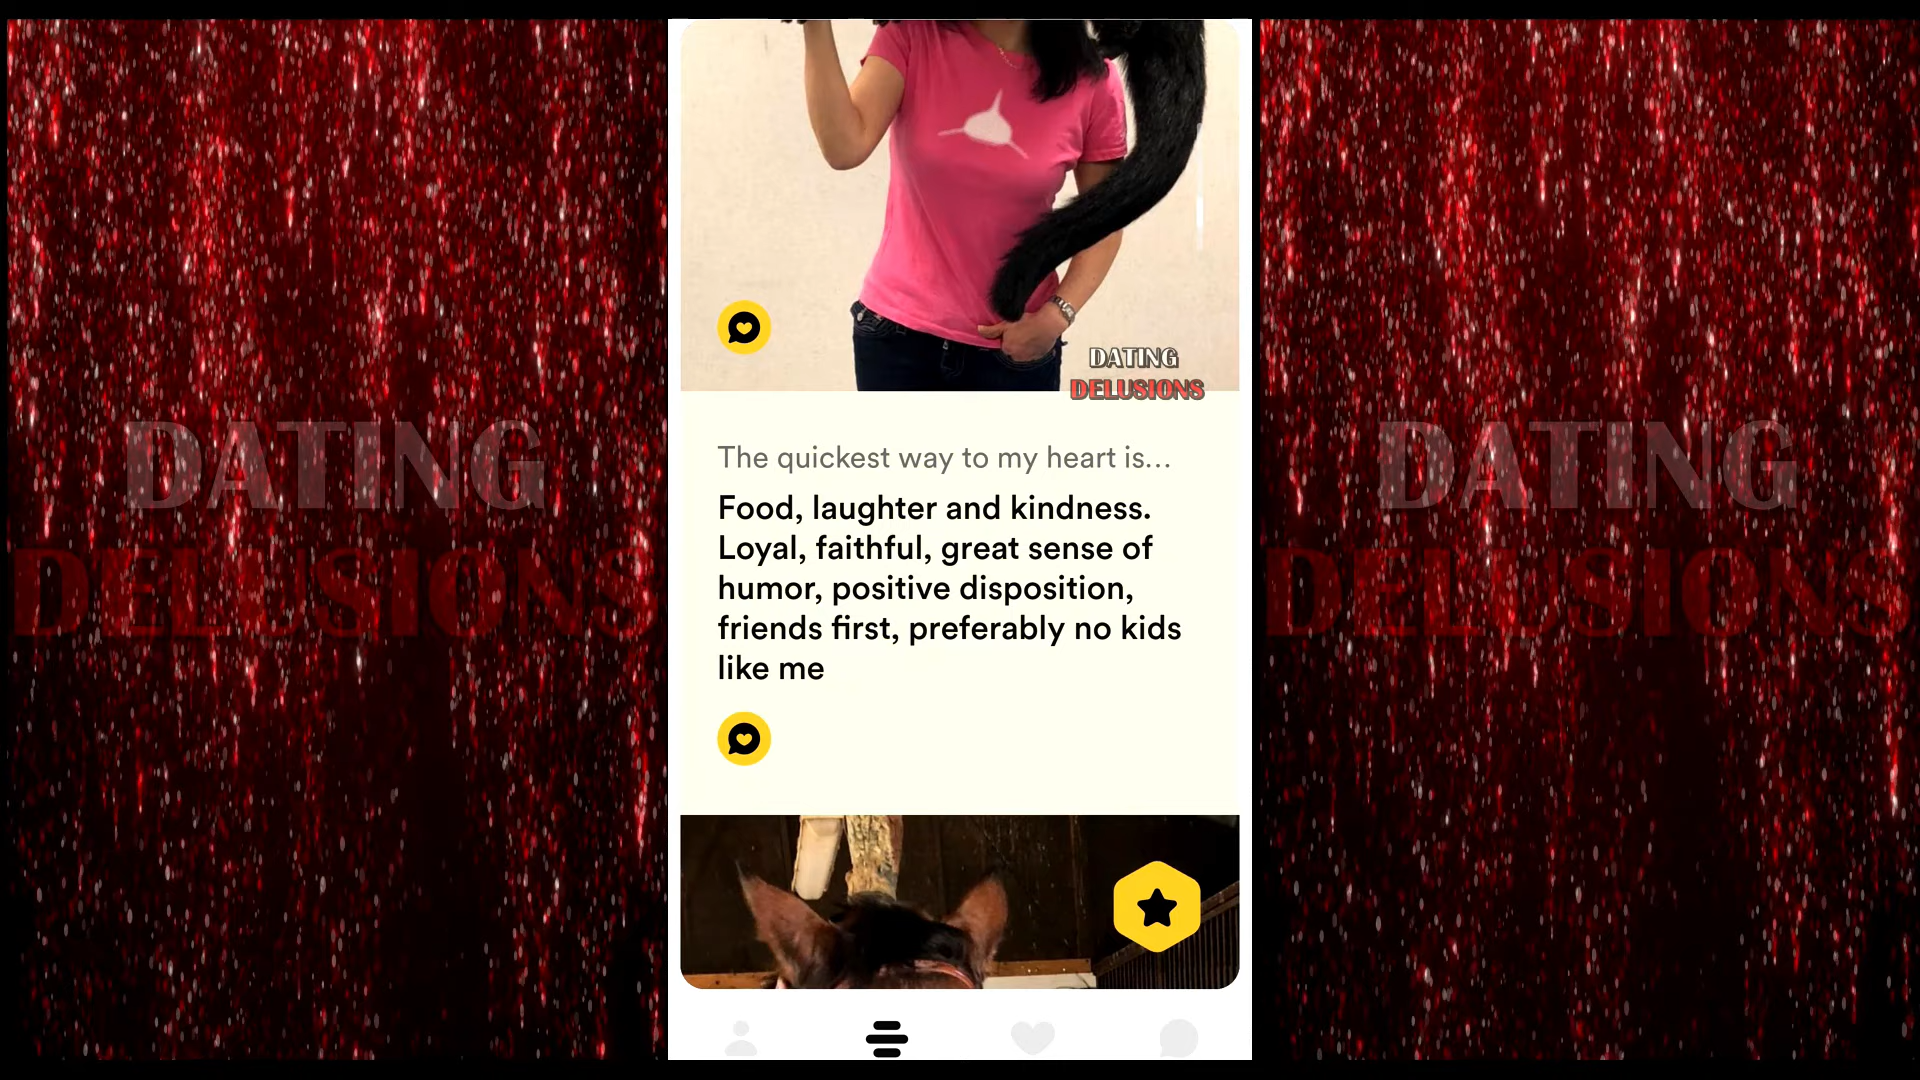 DATING
DELUSIONS
The quickest way to my heart is...
Food, laughter and kindness.
Loyal, faithful, great sense of
humor, positive disposition,
friends first, preferably no kids
like me
DATING
DELUSIONS
DATING
DELUSIONS